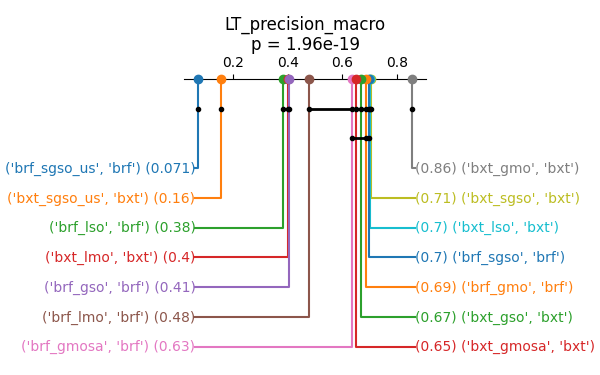 LT_precision_macro
p = 1.96e-19
0.2 0.4 0.6 0.8
('brf_sgso_us', 'brf') (0.071)
(0.86) ('bxt_gmo', 'bxt')
('bxt_sgso_us', 'bxt') (0.16)
(0.71) ('bxt_sgso', 'bxt')
('brf_lso', 'brf') (0.38)
(0.7) ('bxt_lso', 'bxt')
('bxt_lmo', 'bxt') (0.4)
(0.7) ('brf_sgso', 'brf')
('brf_gso', 'brf') (0.41)
(0.69) ('brf_gmo', 'brf')
('brf_lmo', 'brf') (0.48)
(0.67) ('bxt_gso', 'bxt')
('brf_gmosa', 'brf') (0.63)
(0.65) ('bxt_gmosa', 'bxt')